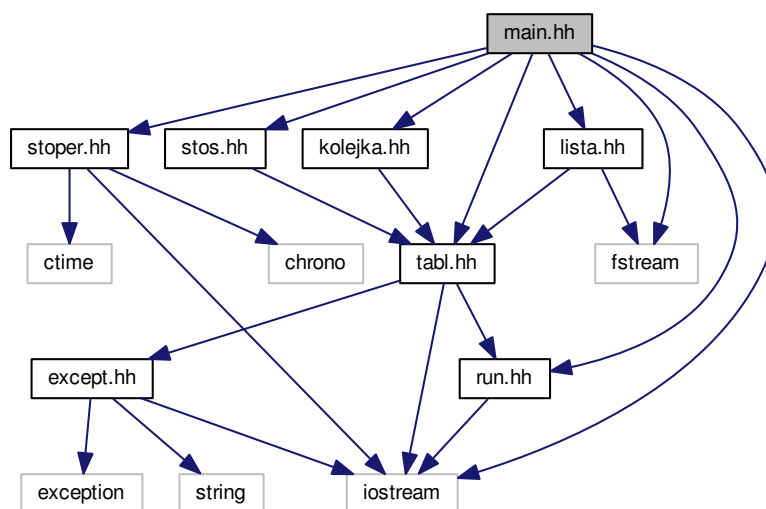 main.hh
stoper.hh
stos.hh
kolejka.hh
lista.hh
ctime
chrono
tabl.hh
fstream
except.hh
run.hh
exception
string
iostream